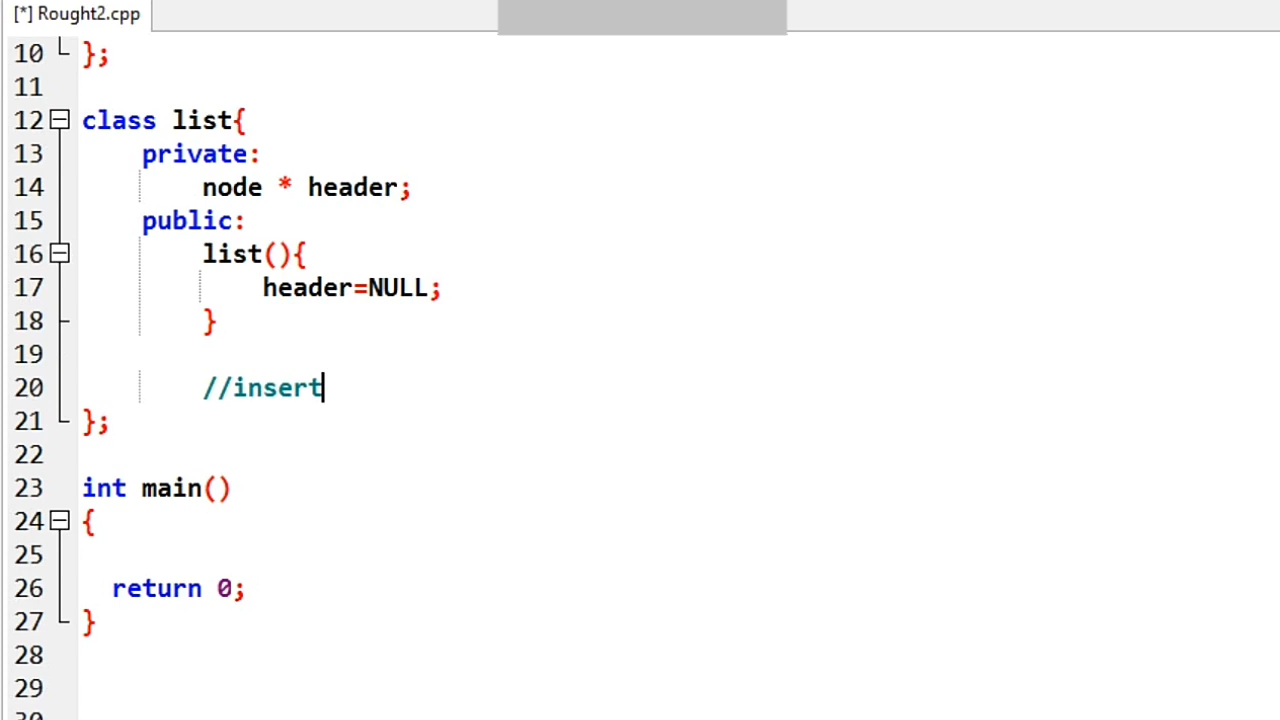 [*] Rought2.cpp
10 };
11
12 class list{
13 private:
14 node * header;
15 public:
16 list(){
17 header=NULL;
18 }
19
20 //insert
21 };
22
23 int main()
24 {
25
26 return 0;
27 }
28
29
30